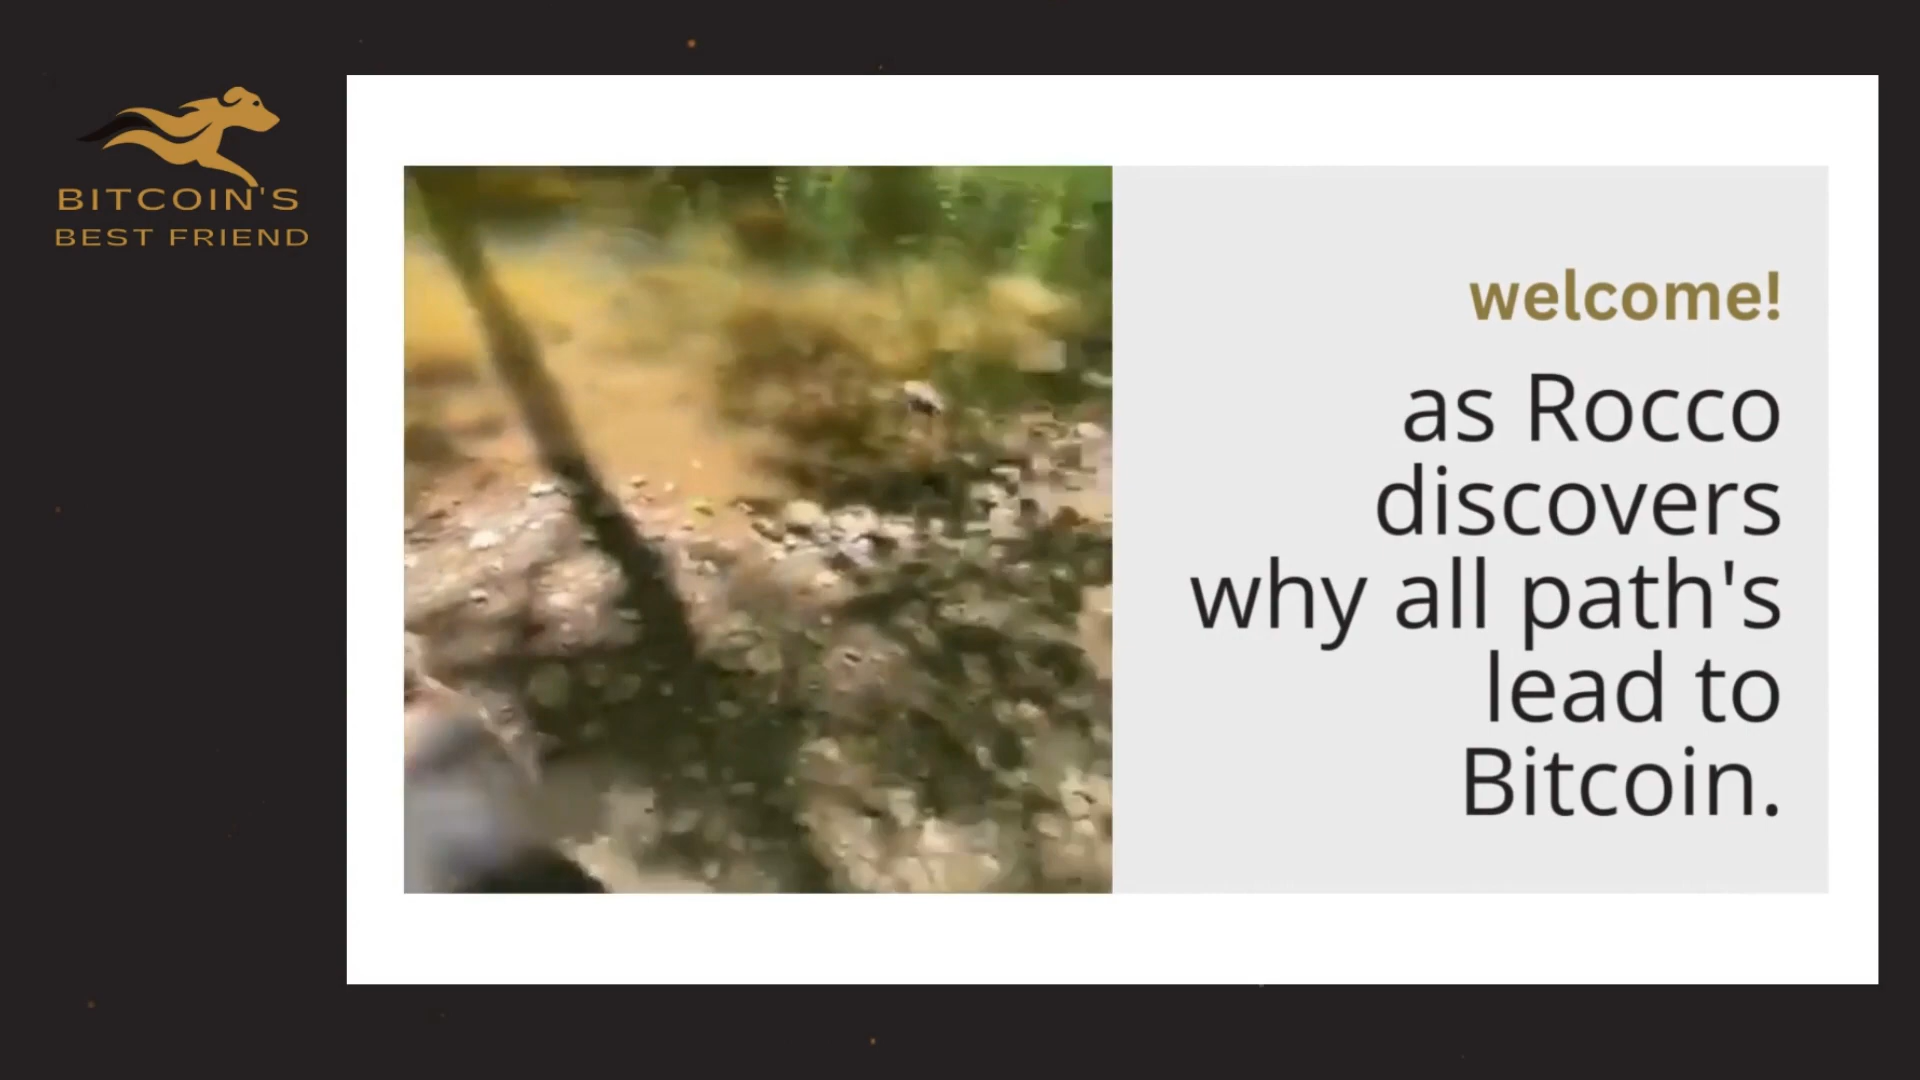 BITCOIN'S
BEST FRIEND
welcome!
as Rocco
discovers
why all path's
lead to
Bitcoin.